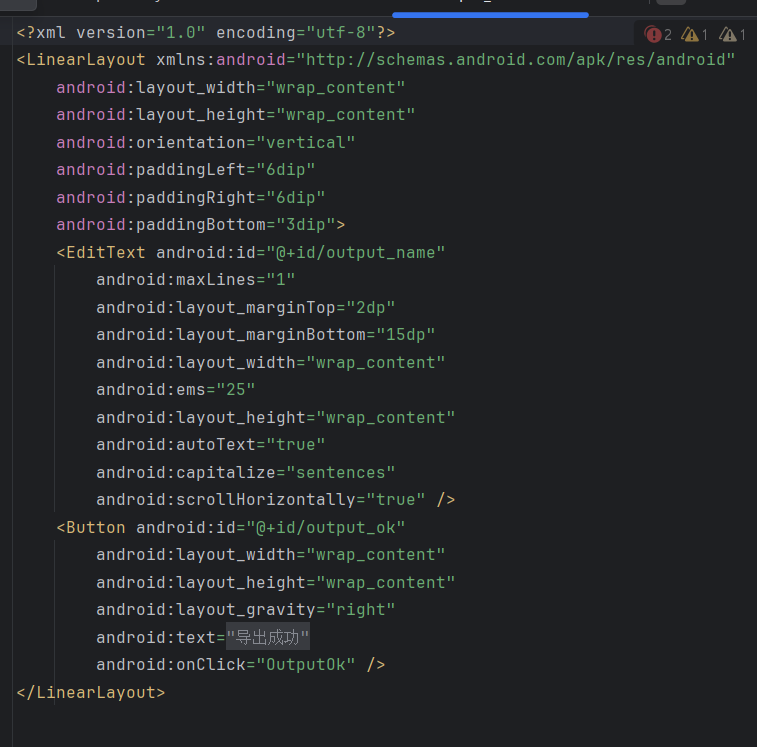 2 1 1
<?xml version="1.0" encoding="utf-8"?>
<LinearLayout xmlns:android="http://schemas.android.com/apk/res/android"
    android:layout_width="wrap_content"
    android:layout_height="wrap_content"
    android:orientation="vertical"
    android:paddingLeft="6dip"
    android:paddingRight="6dip"
    android:paddingBottom="3dip">
    <EditText android:id="@+id/output_name"
        android:maxLines="1"
        android:layout_marginTop="2dp"
        android:layout_marginBottom="15dp"
        android:layout_width="wrap_content"
        android:ems="25"
        android:layout_height="wrap_content"
        android:autoText="true"
        android:capitalize="sentences"
        android:scrollHorizontally="true" />
    <Button android:id="@+id/output_ok"
        android:layout_width="wrap_content"
        android:layout_height="wrap_content"
        android:layout_gravity="right"
        android:text="导出成功"
        android:onClick="OutputOk" />
</LinearLayout>